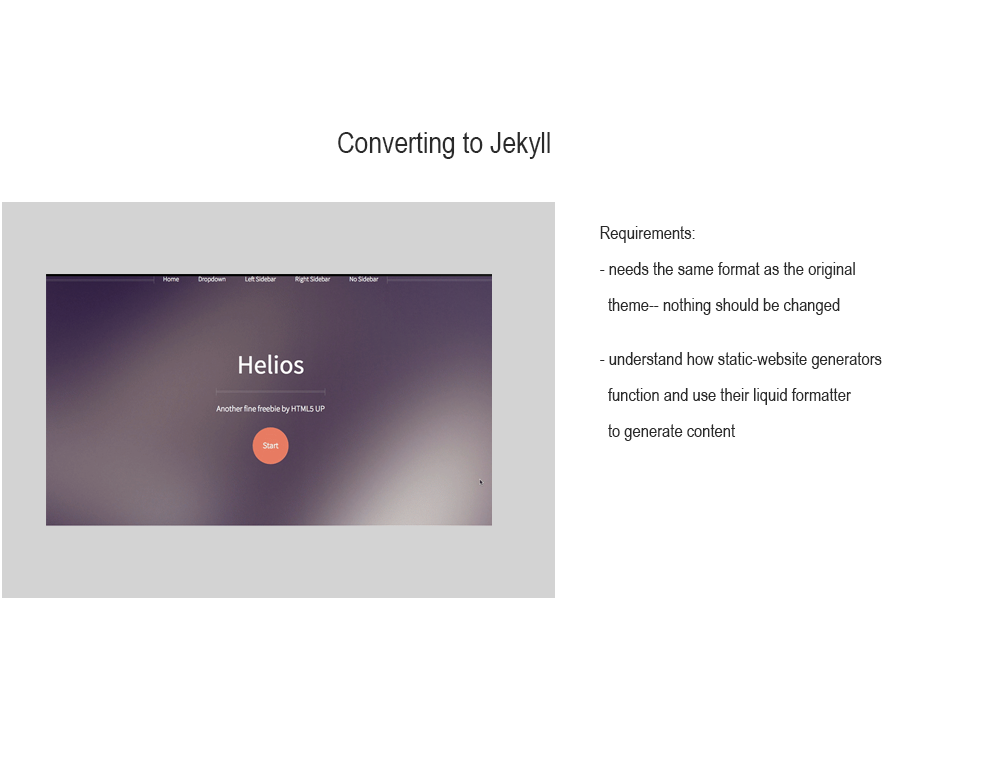 Converting to Jekyll
Home Dropdown Left Sidebar Right Sidebar No Sidebar
Helios
Another fine freebie by HTML5 UP
Start
Requirements:
- needs the same format as the original
theme-- nothing should be changed
- understand how static-website generators
function and use their liquid formatter
to generate content